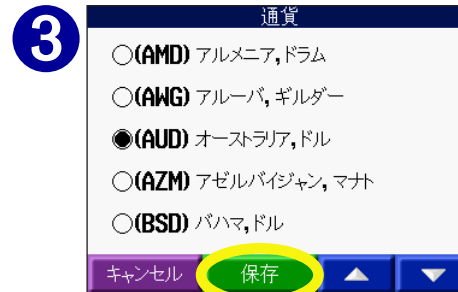 3
通貨
(AMD) アルメニア,ドラム
(AWG) アルーバ,ギルダー
(AUD) オーストラリア,ドル
(AZM) アゼルバイジャン,マナト
(BSD) バハマ,ドル
キャンセル 保存